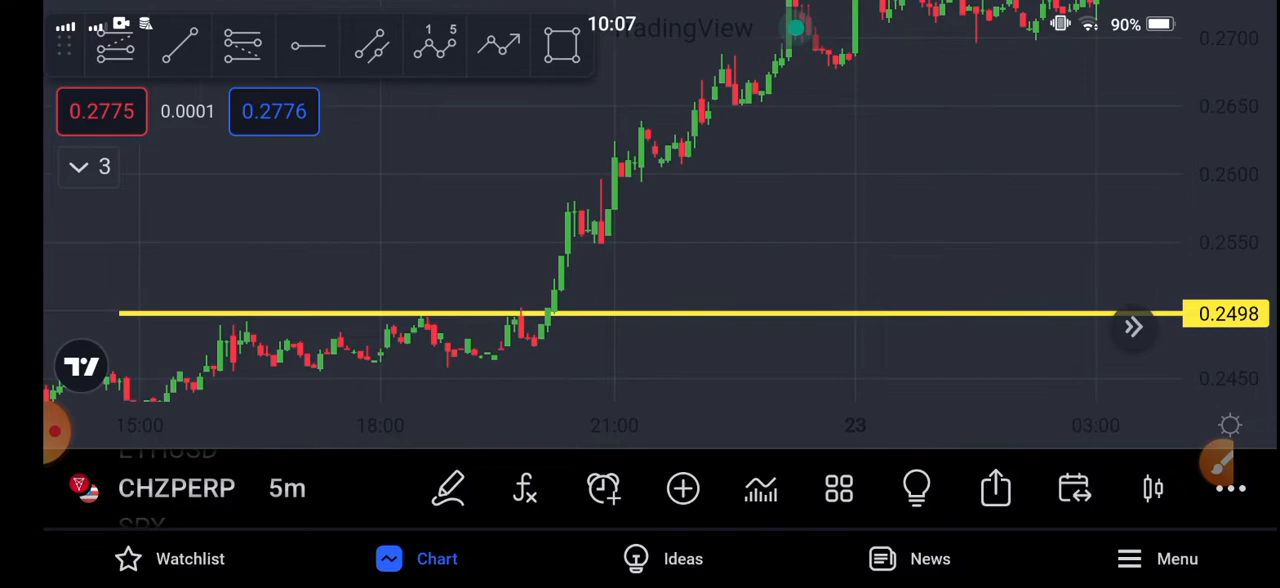 10:07
TradingView
90%
1 5
0.2700
0.2775 0.0001 0.2776
0.2650
3
0.2600
0.2550
0.2498
0.2450
15:00 18:00 21:00 23 03:00
ETHUSD
CHZPERP 5m
SPX
Watchlist Chart Ideas News Menu